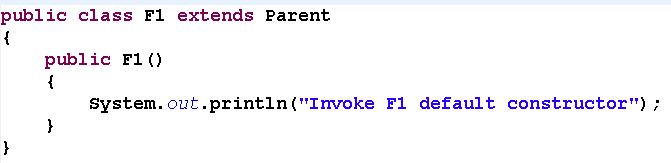 public class F1 extends Parent
{
    public F1()
    {
        System.out.println("Invoke F1 default constructor");
    }
}